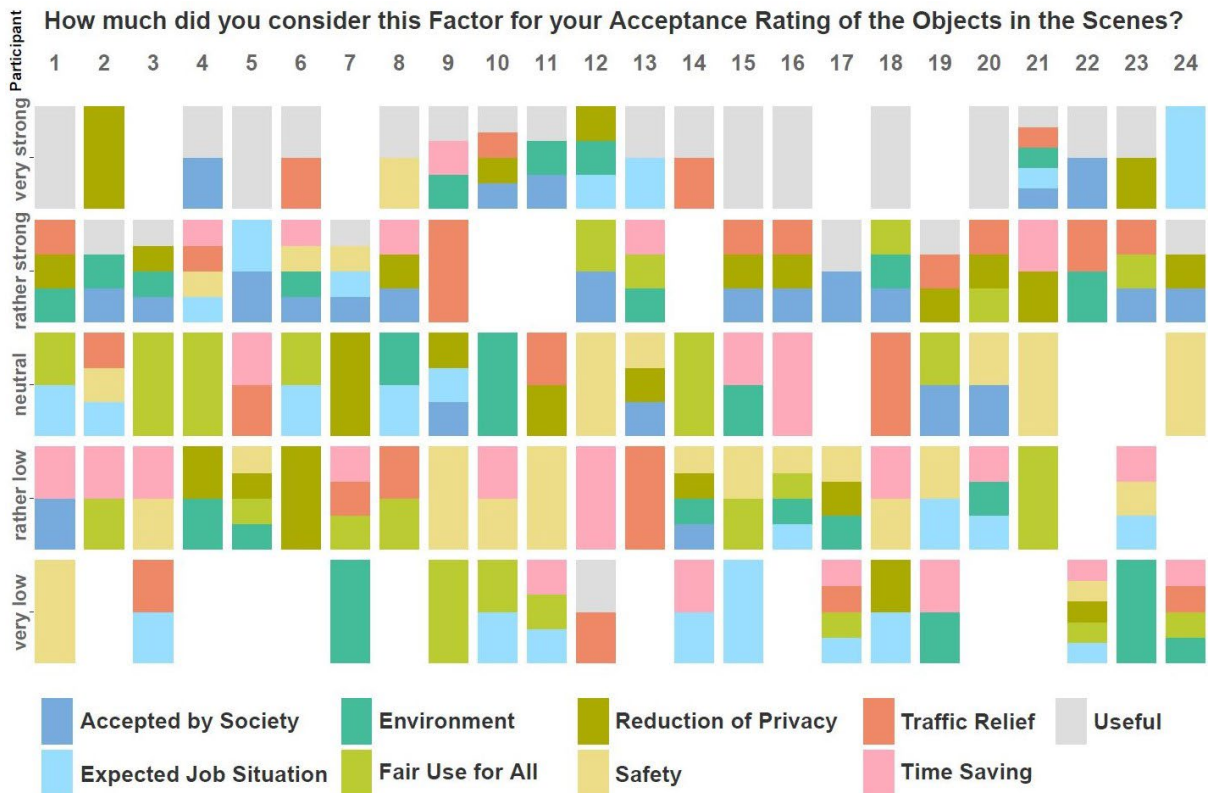 How much did you consider this Factor for your Acceptance Rating of the Objects in the Scenes?
Participant
1 2 3 4 5 6 7 8 9 10 11 12 13 14 15 16 17 18 19 20 21 22 23 24
very strong
rather strong
neutral
rather low
very low
Accepted by Society Environment Reduction of Privacy Traffic Relief Useful
Expected Job Situation Fair Use for All Safety Time Saving